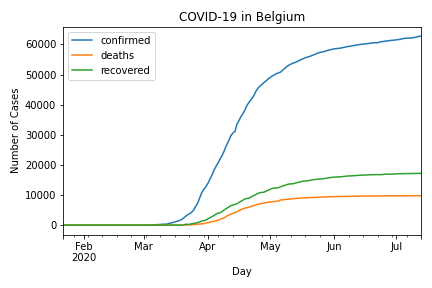 COVID-19 in Belgium
confirmed
deaths
recovered
Number of Cases
60000
50000
40000
30000
20000
10000
0
Feb
2020
Mar
Apr
May
Jun
Jul
Day